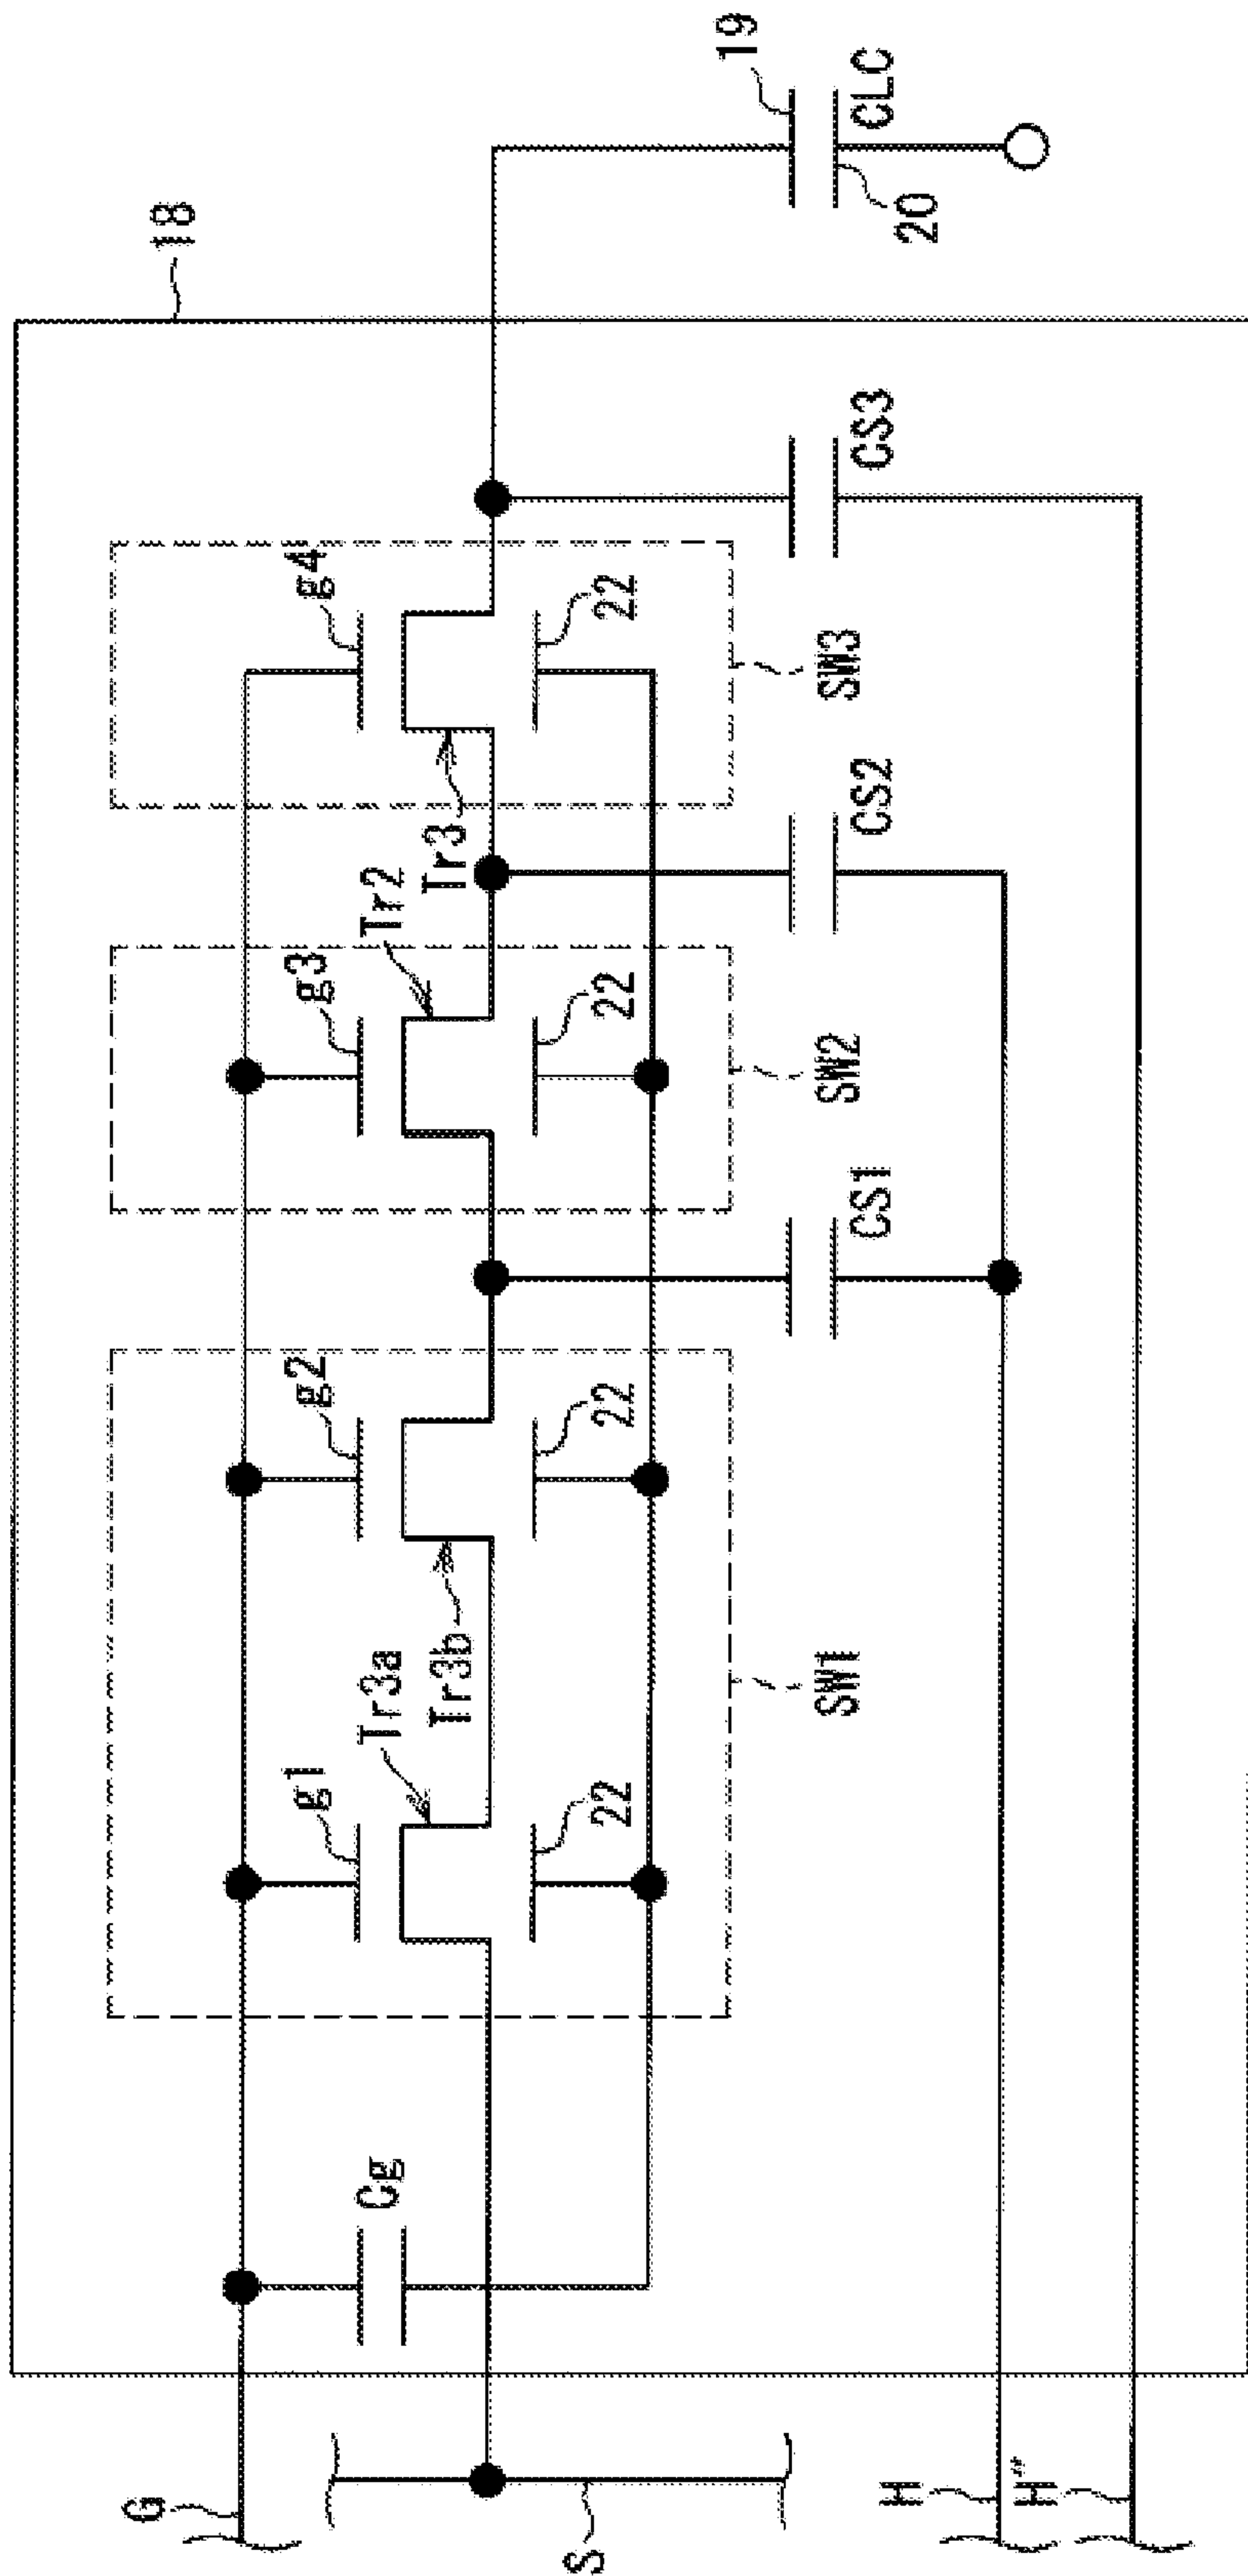 18
19
CLC
20
G
Cg
g1
g2
g3
g4
Tr3a
Tr3b
Tr2
Tr3
22
22
22
22
SW1
SW2
SW3
CS1
CS2
CS3
S
H
H"